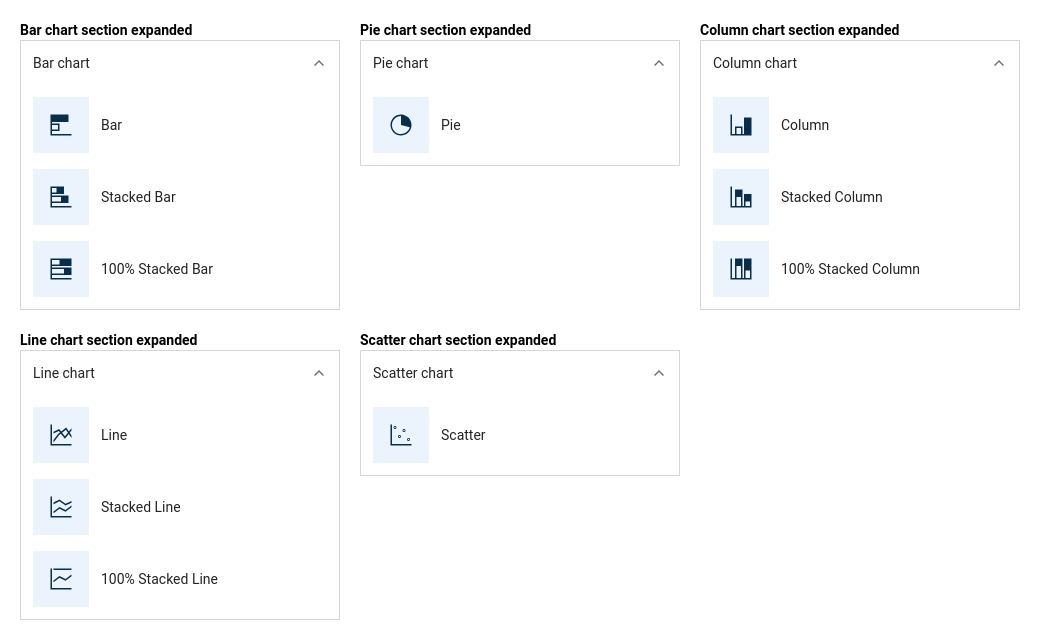 Bar chart section expanded
Bar chart
Bar
Stacked Bar
100% Stacked Bar
Pie chart section expanded
Pie chart
Pie
Column chart section expanded
Column chart
Column
Stacked Column
100% Stacked Column
Line chart section expanded
Line chart
Line
Stacked Line
100% Stacked Line
Scatter chart section expanded
Scatter chart
Scatter